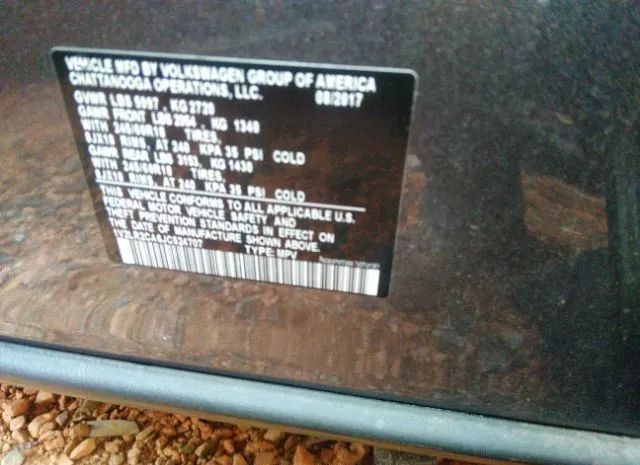 VEHICLE MFD BY VOLKSWAGEN GROUP OF AMERICA
CHATTANOOGA OPERATIONS, LLC. 08/2017
GVWR LBS 5997 KG 2720
GAWR FRONT LBS KG 1340
WITH 245/60R18 TIRES,
8JX18 RIMS, AT 240 KPA 35 PSI COLD
GAWR REAR LBS KG 1430
WITH 245/60R18 TIRES,
8JX18 RIMS, AT 240 KPA 35 PSI COLD
THIS VEHICLE CONFORMS TO ALL APPLICABLE U.S.
FEDERAL MOTOR VEHICLE SAFETY AND
THEFT PREVENTION STANDARDS IN EFFECT ON
THE DATE OF MANUFACTURE SHOWN ABOVE.
TYPE: MPV